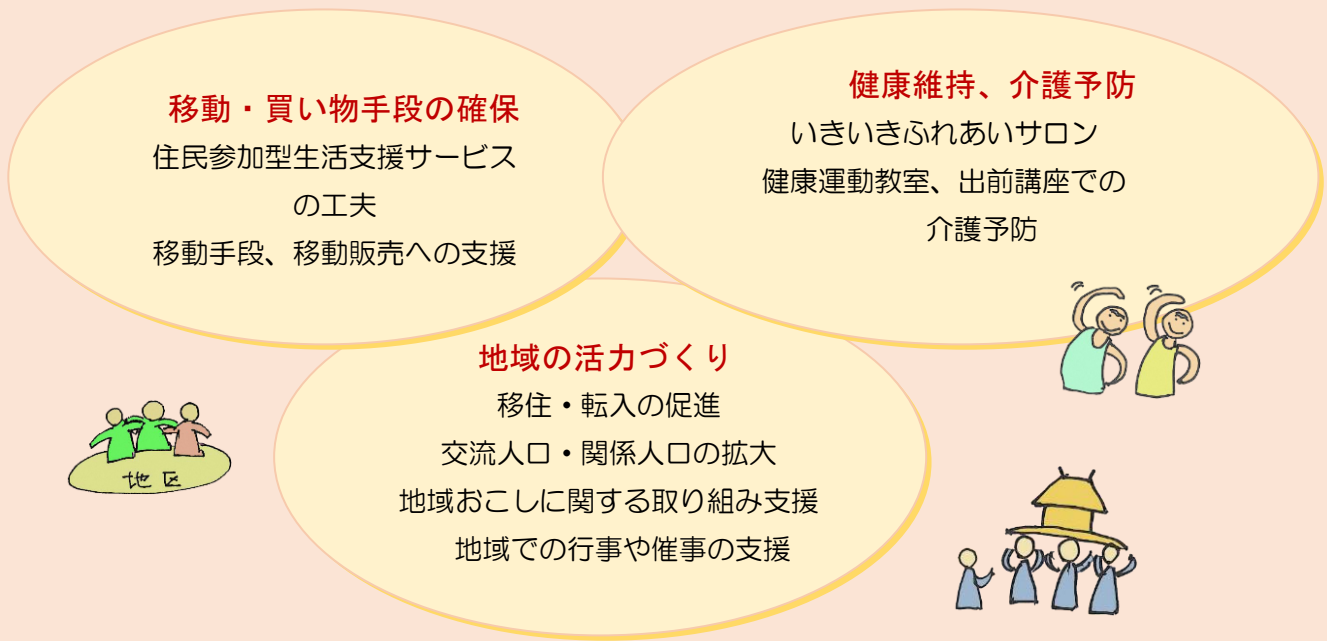 移動・買い物手段の確保
住民参加型生活支援サービス
の工夫
移動手段、移動販売への支援
健康維持、介護予防
いきいきふれあいサロン
健康運動教室、出前講座での
介護予防
地域の活力づくり
移住・転入の促進
交流人口・関係人口の拡大
地域おこしに関する取り組み支援
地域での行事や催事の支援
地区